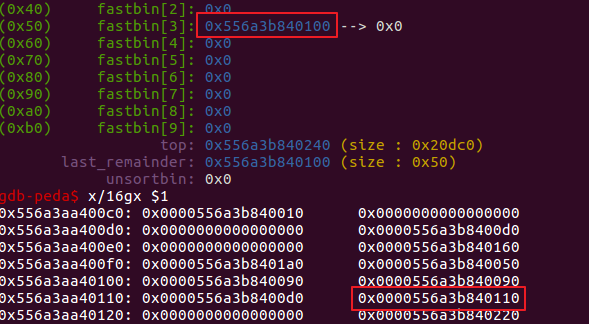 (0x40) fastbin[2]: 0x0
(0x50) fastbin[3]: 0x556a3b840100 --> 0x0
(0x60) fastbin[4]: 0x0
(0x70) fastbin[5]: 0x0
(0x80) fastbin[6]: 0x0
(0x90) fastbin[7]: 0x0
(0xa0) fastbin[8]: 0x0
(0xb0) fastbin[9]: 0x0
top: 0x556a3b840240 (size : 0x20dc0)
last_remainder: 0x556a3b840100 (size : 0x50)
unsortbin: 0x0
gdb-peda$ x/16gx $1
0x556a3aa400c0: 0x0000556a3b840010 0x0000000000000000
0x556a3aa400d0: 0x0000000000000000 0x0000556a3b8400d0
0x556a3aa400e0: 0x0000000000000000 0x0000556a3b840160
0x556a3aa400f0: 0x0000556a3b8401a0 0x0000556a3b840050
0x556a3aa40100: 0x0000556a3b840090 0x0000556a3b840090
0x556a3aa40110: 0x0000556a3b8400d0 0x0000556a3b840110
0x556a3aa40120: 0x0000000000000000 0x0000556a3b840220